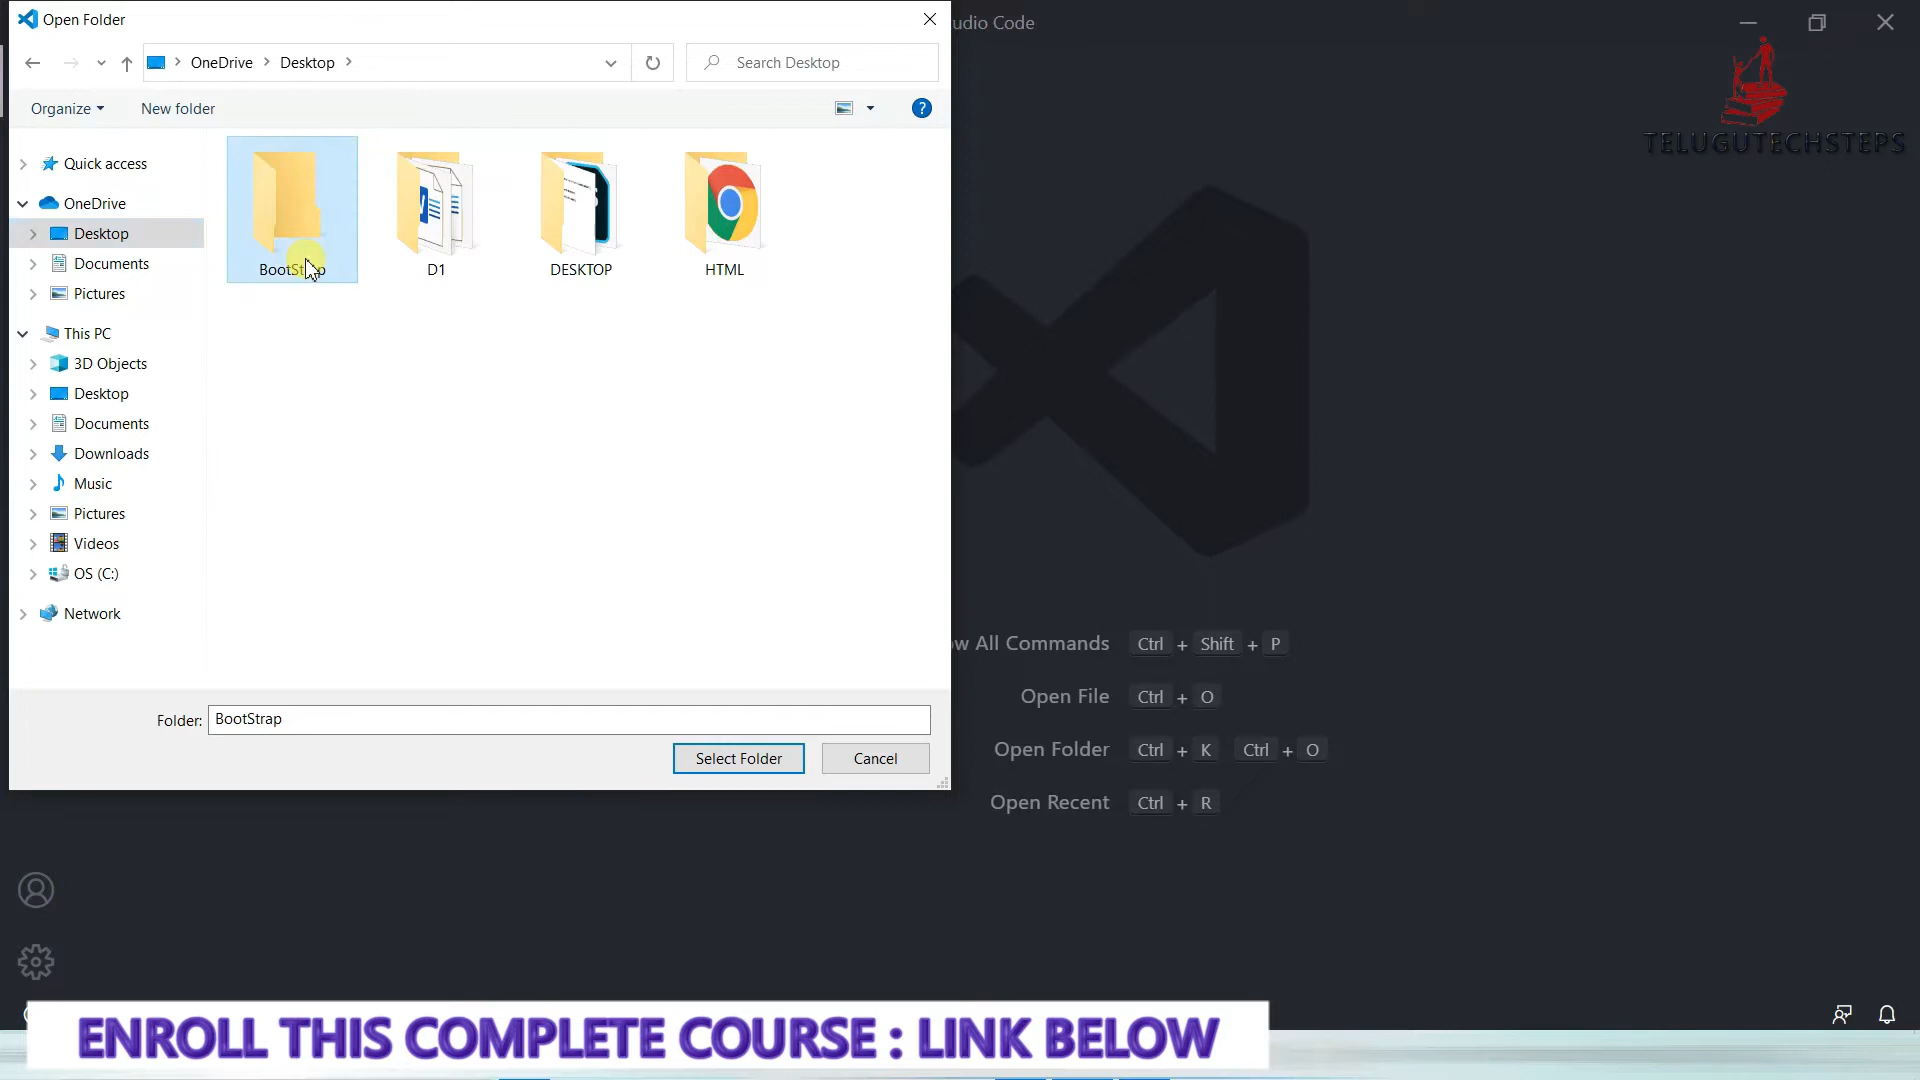 Open Folder
udio Code
OneDrive
Desktop
Search Desktop
Organize
New folder
TELUGUTECHSTEPS
Quick access
OneDrive
Desktop
Documents
Pictures
This PC
3D Objects
Desktop
Documents
Downloads
Music
Pictures
Videos
OS (C:)
Network
BootStrap
D1
DESKTOP
HTML
w All Commands Ctrl + Shift + P
Open File Ctrl + O
Open Folder Ctrl + K Ctrl + O
Open Recent Ctrl + R
Folder: BootStrap
Select Folder
Cancel
ENROLL THIS COMPLETE COURSE : LINK BELOW